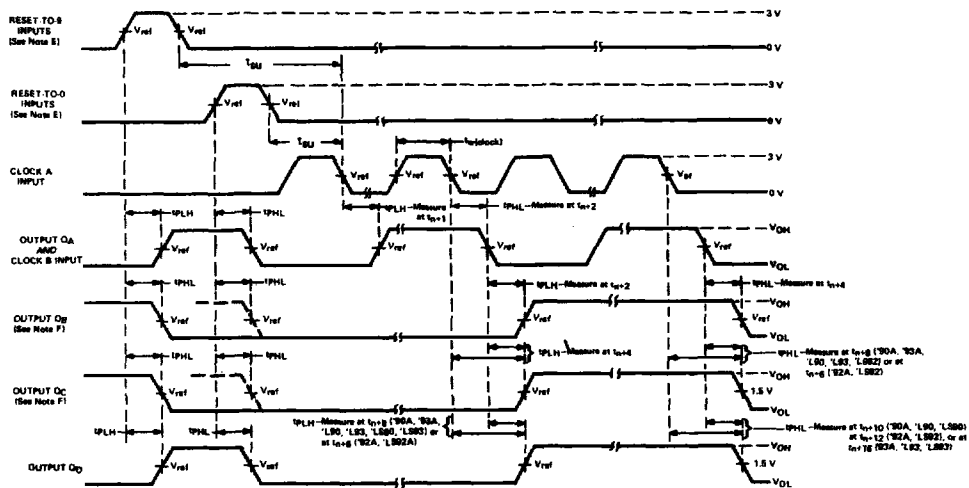 RESET-TO-9
INPUTS
(See Note E)
Vref
Vref
3 V
0 V
tSU
RESET-TO-0
INPUTS
(See Note E)
Vref
Vref
3 V
0 V
tSU
tw(clock)
CLOCK A
INPUT
Vref
Vref
Vref
3 V
0 V
tPLH
tPHL
tPLH–Measure
at tn+1
tPHL–Measure at tn+2
OUTPUT QA
AND
CLOCK B INPUT
Vref
Vref
Vref
Vref
Vref
VOH
VOL
tPHL
tPHL
tPLH–Measure at tn+2
tPHL–Measure at tn+4
OUTPUT QB
(See Note F)
Vref
Vref
Vref
Vref
VOH
VOL
tPHL
tPHL
tPLH–Measure at tn+4
tPHL–Measure at tn+8 ('90A, '93A,
'L90, 'L93, 'LS92) or at
tn+6 ('92A, 'LS92)
OUTPUT QC
(See Note F)
Vref
Vref
Vref
1.5 V
VOH
VOL
tPLH
tPHL
tPLH–Measure at tn+8 ('90A, '93A,
'L90, 'L93, 'LS90, 'LS93) or
at tn+6 ('92A, 'LS92A)
tPHL–Measure at tn+10 ('90A, 'L90, 'LS90)
at tn+12 ('92A, 'LS92), or at
tn+16 ('93A, 'L93, 'LS93)
OUTPUT QD
Vref
Vref
Vref
1.5 V
VOH
VOL